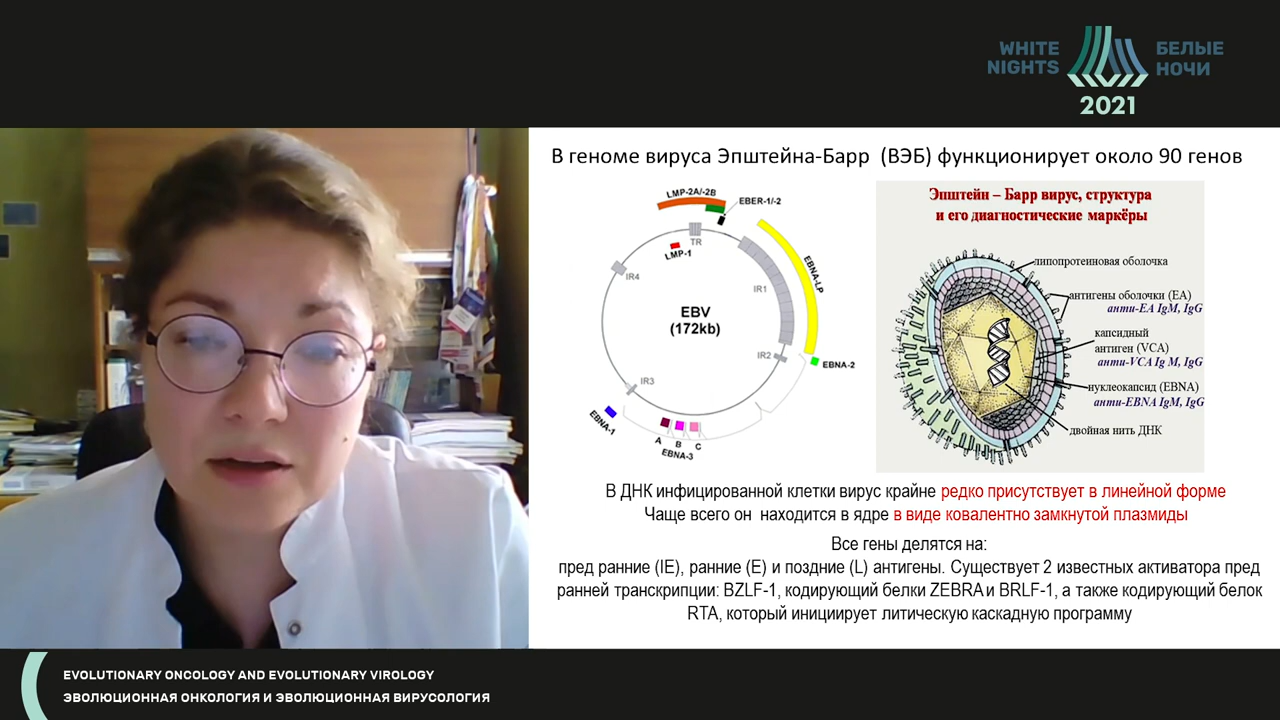 WHITE
NIGHTS
БЕЛЫЕ
НОЧИ
2021
В геноме вируса Эпштейна-Барр (ВЭБ) функционирует около 90 генов
LMP-2A/-2B
EBER-1/-2
TR
LMP-1
IR4
IR1
EBNA-LP
EBV
(172kb)
IR2
EBNA-2
IR3
EBNA-1
A
B
C
EBNA-3
Эпштейн – Барр вирус, структура
и его диагностические маркёры
липопротеиновая оболочка
антигены оболочки (EA)
анти-EA IgM, IgG
капсидный
антиген (VCA)
анти-VCA Ig M, IgG
нуклеокапсид (EBNA)
анти-EBNA IgM, IgG
двойная нить ДНК
В ДНК инфицированной клетки вирус крайне редко присутствует в линейной форме
Чаще всего он находится в ядре в виде ковалентно замкнутой плазмиды
Все гены делятся на:
пред ранние (IE), ранние (E) и поздние (L) антигены. Существует 2 известных активатора пред
ранней транскрипции: BZLF-1, кодирующий белки ZEBRA и BRLF-1, а также кодирующий белок
RTA, который инициирует литическую каскадную программу
EVOLUTIONARY ONCOLOGY AND EVOLUTIONARY VIROLOGY
ЭВОЛЮЦИОННАЯ ОНКОЛОГИЯ И ЭВОЛЮЦИОННАЯ ВИРУСОЛОГИЯ